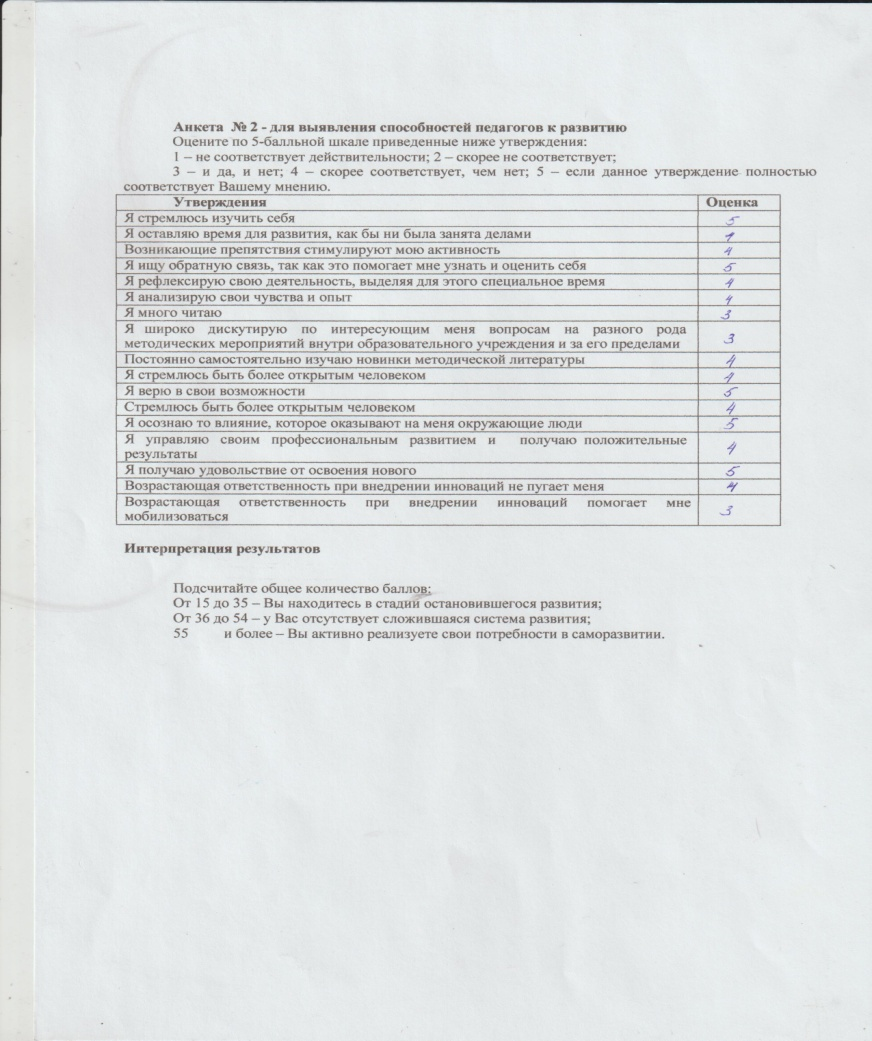 Анкета № 2 - для выявления способностей педагогов к развитию
Оцените по 5-балльной шкале приведенные ниже утверждения:
1 – не соответствует действительности; 2 – скорее не соответствует;
3 – и да, и нет; 4 – скорее соответствует, чем нет; 5 – если данное утверждение полностью
соответствует Вашему мнению.
Утверждения Оценка
Я стремлюсь изучить себя 5
Я оставляю время для развития, как бы ни была занята делами
Возникающие препятствия стимулируют мою активность 4
Я ищу обратную связь, так как это помогает мне узнать и оценить себя 5
Я рефлексирую свою деятельность, выделяя для этого специальное время 4
Я анализирую свои чувства и опыт 4
Я много читаю 3
Я широко дискутирую по интересующим меня вопросам на разного рода
методических мероприятий внутри образовательного учреждения и за его пределами 3
Постоянно самостоятельно изучаю новинки методической литературы 4
Я стремлюсь быть более открытым человеком 4
Я верю в свои возможности 5
Стремлюсь быть более открытым человеком 4
Я осознаю то влияние, которое оказывают на меня окружающие люди 5
Я управляю своим профессиональным развитием и получаю положительные
результаты 4
Я получаю удовольствие от освоения нового 5
Возрастающая ответственность при внедрении инноваций не пугает меня 4
Возрастающая ответственность при внедрении инноваций помогает мне
мобилизоваться 3
Интерпретация результатов
Подсчитайте общее количество баллов:
От 15 до 35 – Вы находитесь в стадии остановившегося развития;
От 36 до 54 – у Вас отсутствует сложившаяся система развития;
55 и более – Вы активно реализуете свои потребности в саморазвитии.